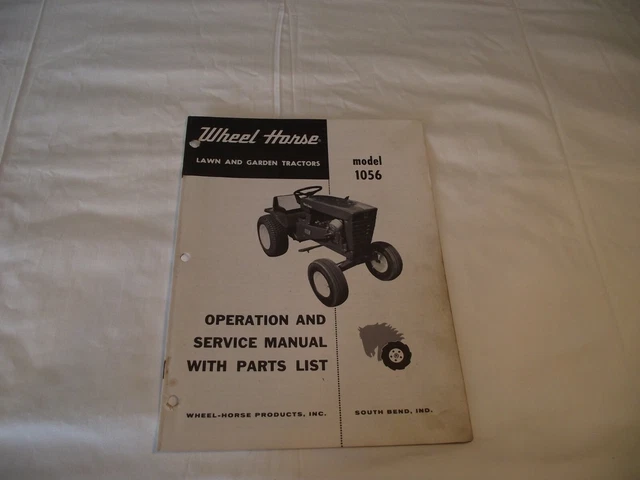 Wheel Horse
LAWN AND GARDEN TRACTORS
model
1056
OPERATION AND
SERVICE MANUAL
WITH PARTS LIST
WHEEL-HORSE PRODUCTS, INC.
SOUTH BEND, IND.